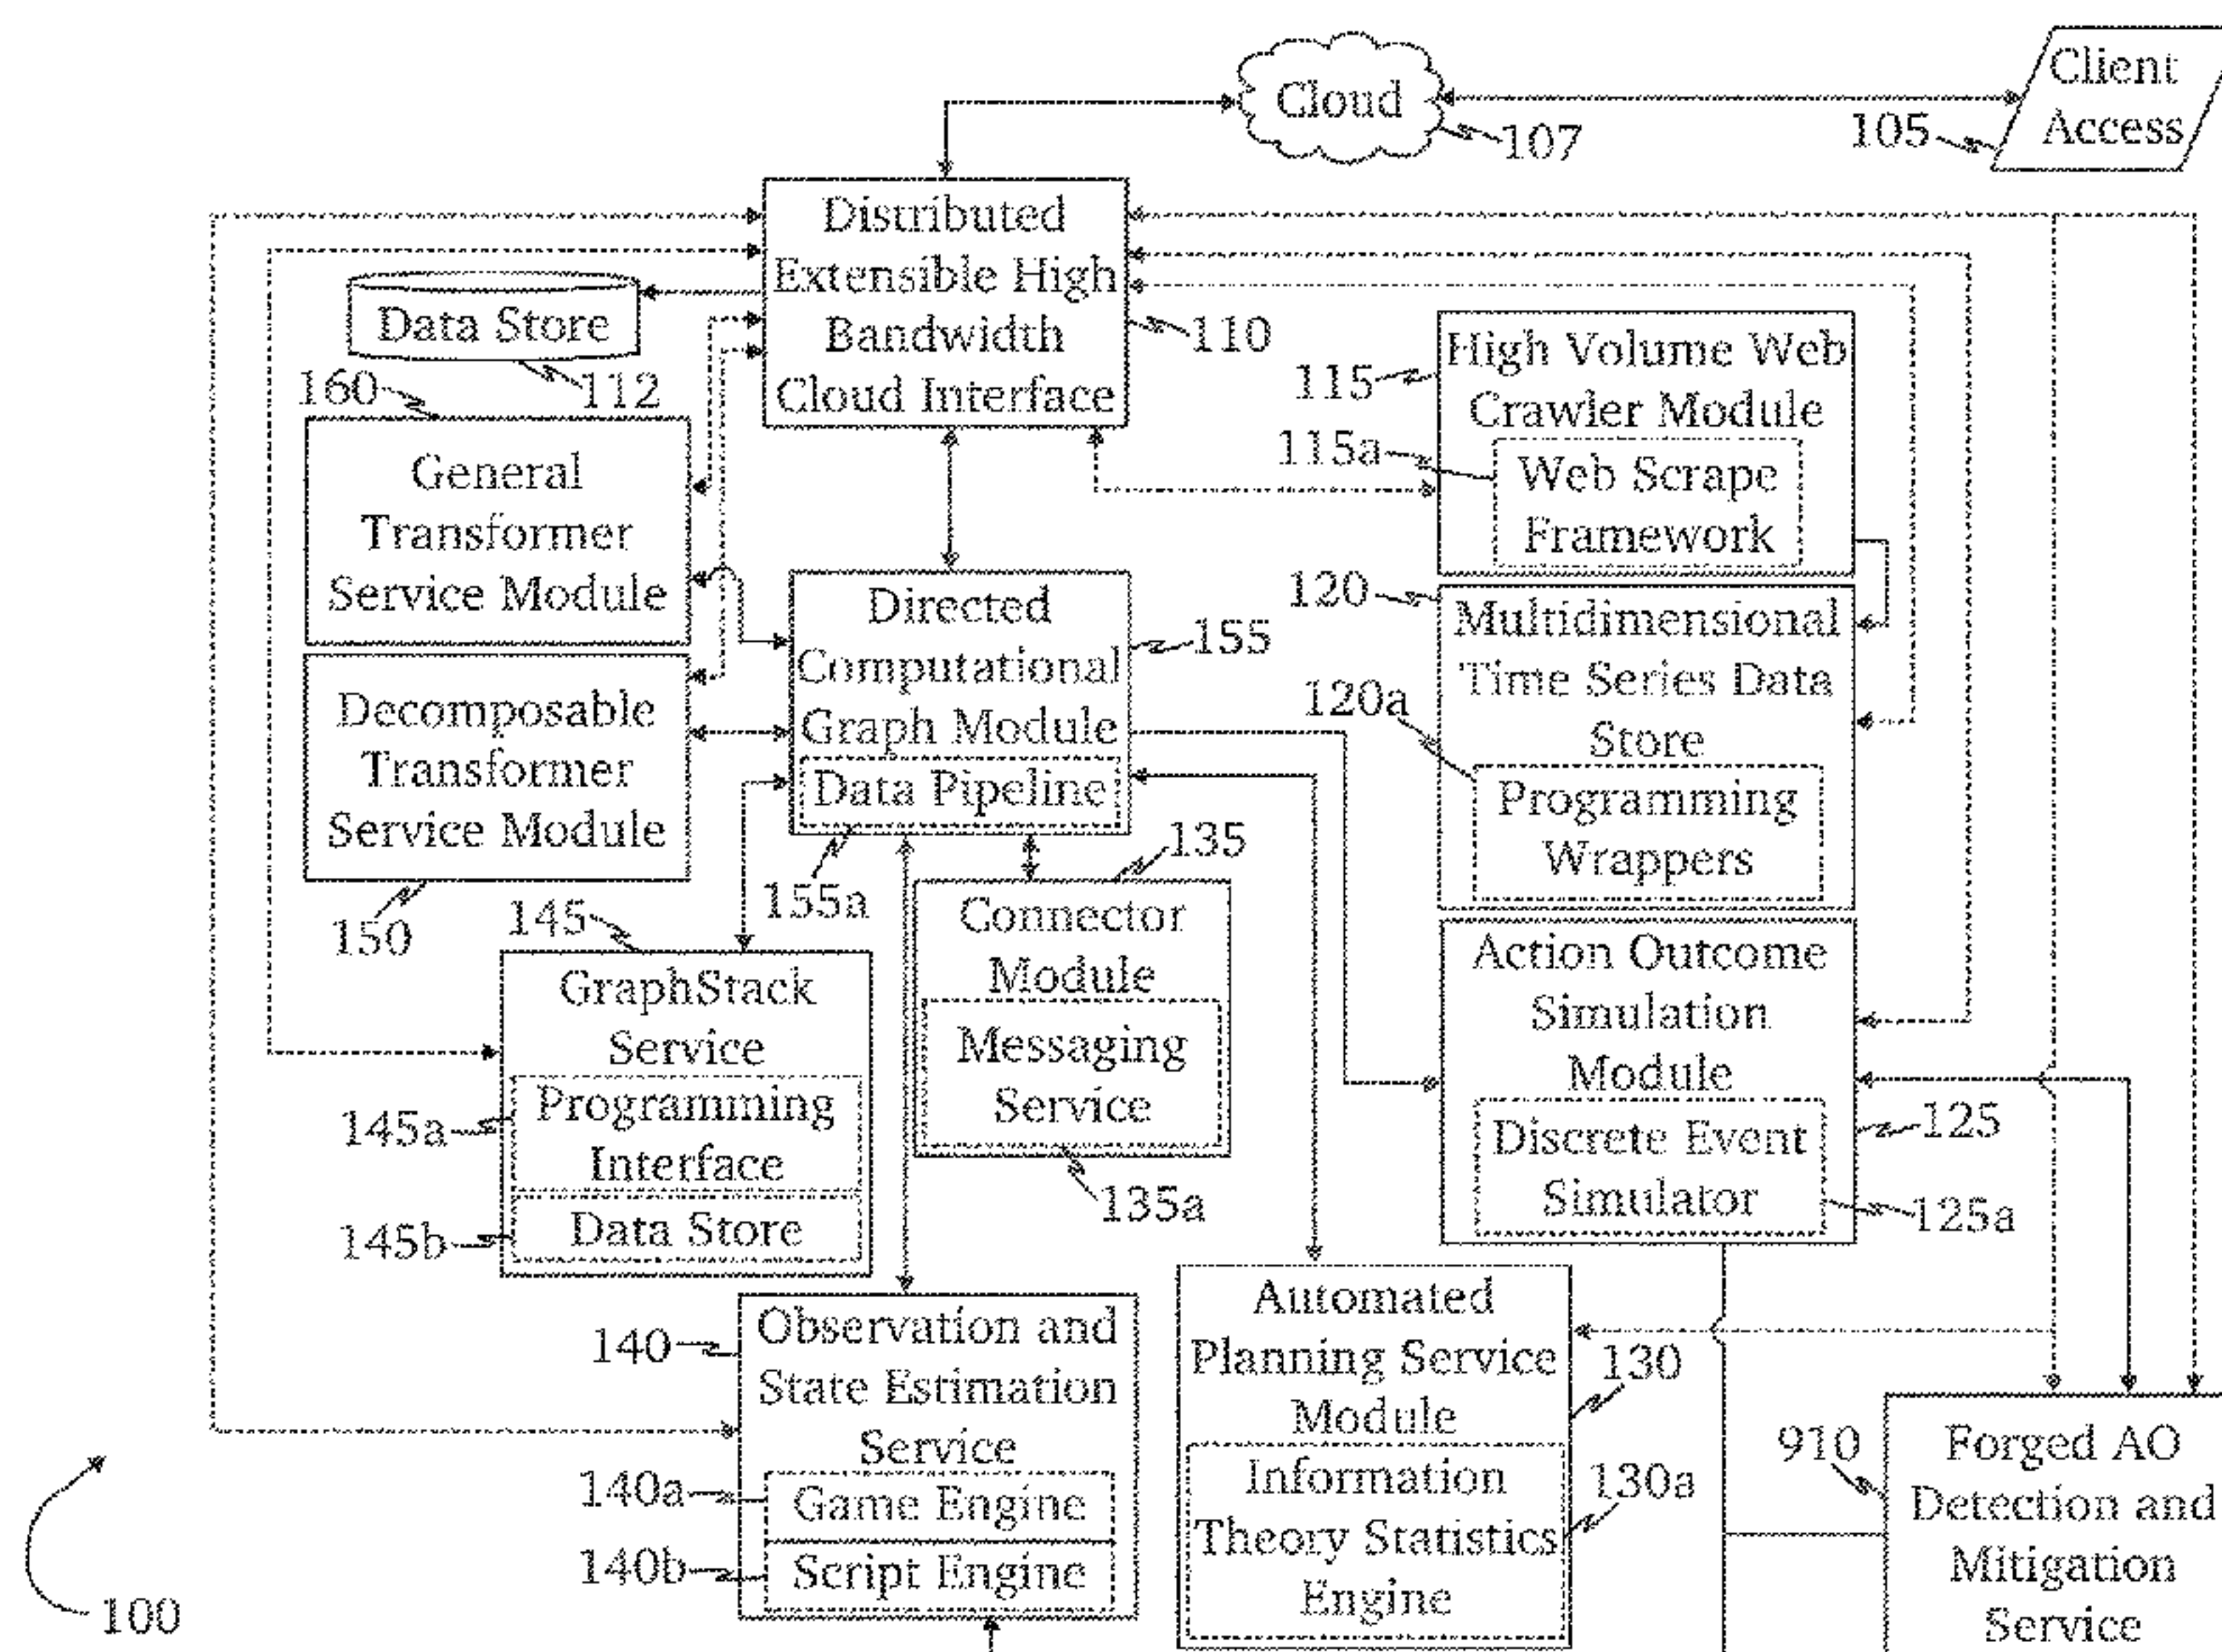 Cloud
107
Client
Access
105
Distributed
Extensible High
Bandwidth
Cloud Interface
110
Data Store
112
160
General
Transformer
Service Module
Decomposable
Transformer
Service Module
150
Directed
Computational
Graph Module
Data Pipeline
155
155a
High Volume Web
Crawler Module
Web Scrape
Framework
115
115a
120
Multidimensional
Time Series Data
Store
120a
Programming
Wrappers
135
Connector
Module
Messaging
Service
135a
145
GraphStack
Service
145a
Programming
Interface
145b
Data Store
Action Outcome
Simulation
Module
Discrete Event
Simulator
125
125a
140
Observation and
State Estimation
Service
140a
Game Engine
140b
Script Engine
Automated
Planning Service
Module
130
Information
Theory Statistics
Engine
130a
910
Forged AO
Detection and
Mitigation
Service
100